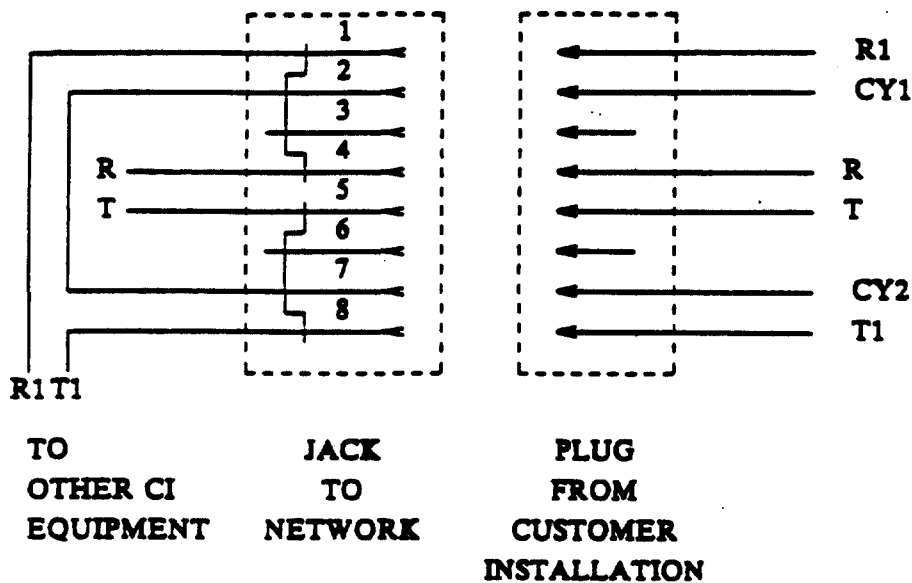 1
R1
2
CY1
3
4
R
R
5
T
T
6
7
CY2
8
T1
R1 T1
TO
OTHER CI
EQUIPMENT
JACK
TO
NETWORK
PLUG
FROM
CUSTOMER
INSTALLATION